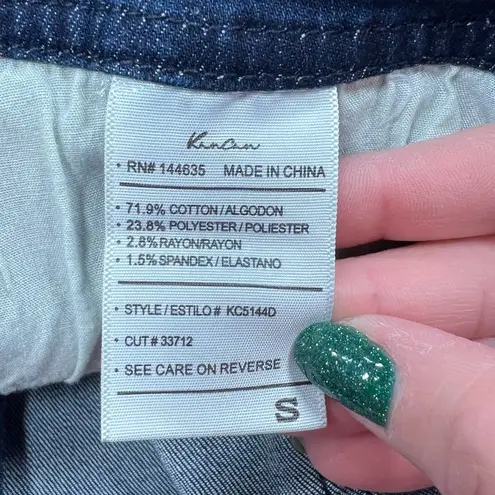 KanCan
• RN# 144635 MADE IN CHINA
• 71.9% COTTON/ALGODON
• 23.8% POLYESTER/POLIESTER
• 2.8% RAYON/RAYON
• 1.5% SPANDEX/ELASTANO
• STYLE/ESTILO# KC5144D
• CUT# 33712
• SEE CARE ON REVERSE
S